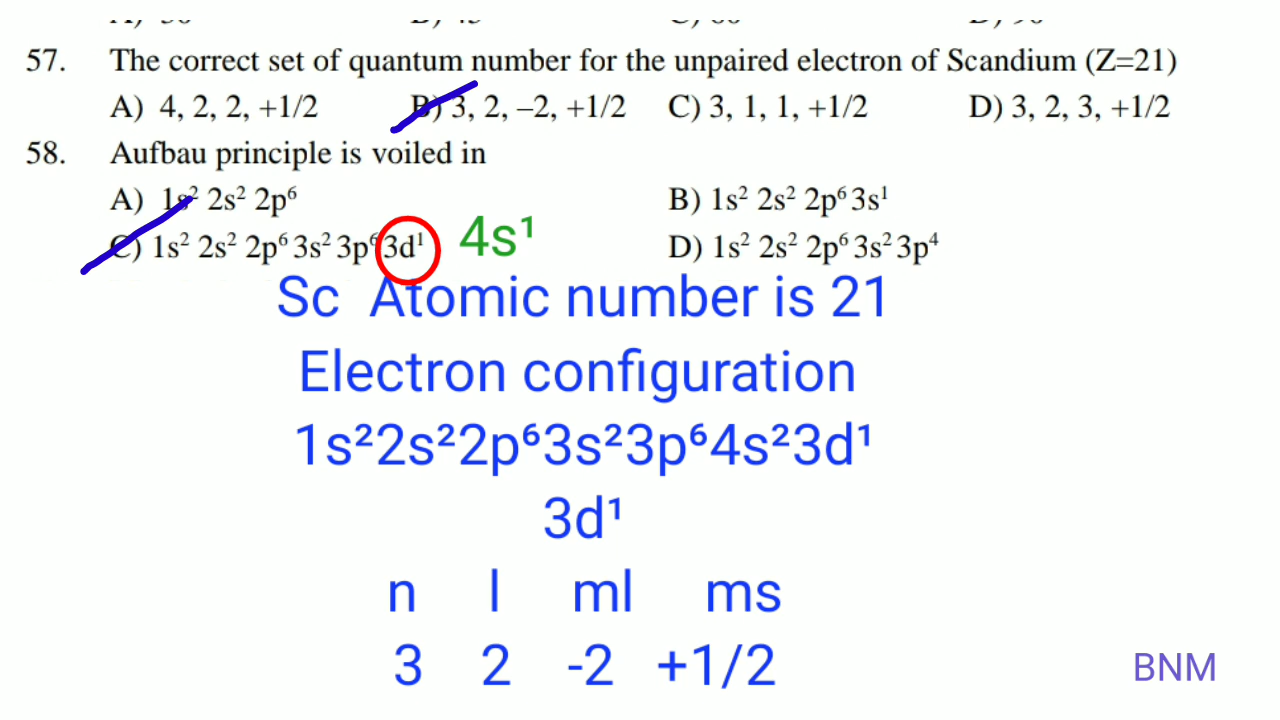 57. The correct set of quantum number for the unpaired electron of Scandium (Z=21)
A) 4, 2, 2, +1/2 B) 3, 2, –2, +1/2 C) 3, 1, 1, +1/2 D) 3, 2, 3, +1/2
58. Aufbau principle is voiled in
A) 1s² 2s² 2p⁶ B) 1s² 2s² 2p⁶ 3s¹
C) 1s² 2s² 2p⁶ 3s² 3p⁶ 3d¹ 4s¹ D) 1s² 2s² 2p⁶ 3s² 3p⁴
Sc Atomic number is 21
Electron configuration
1s²2s²2p⁶3s²3p⁶4s²3d¹
3d¹
n l ml ms
3 2 -2 +1/2
BNM